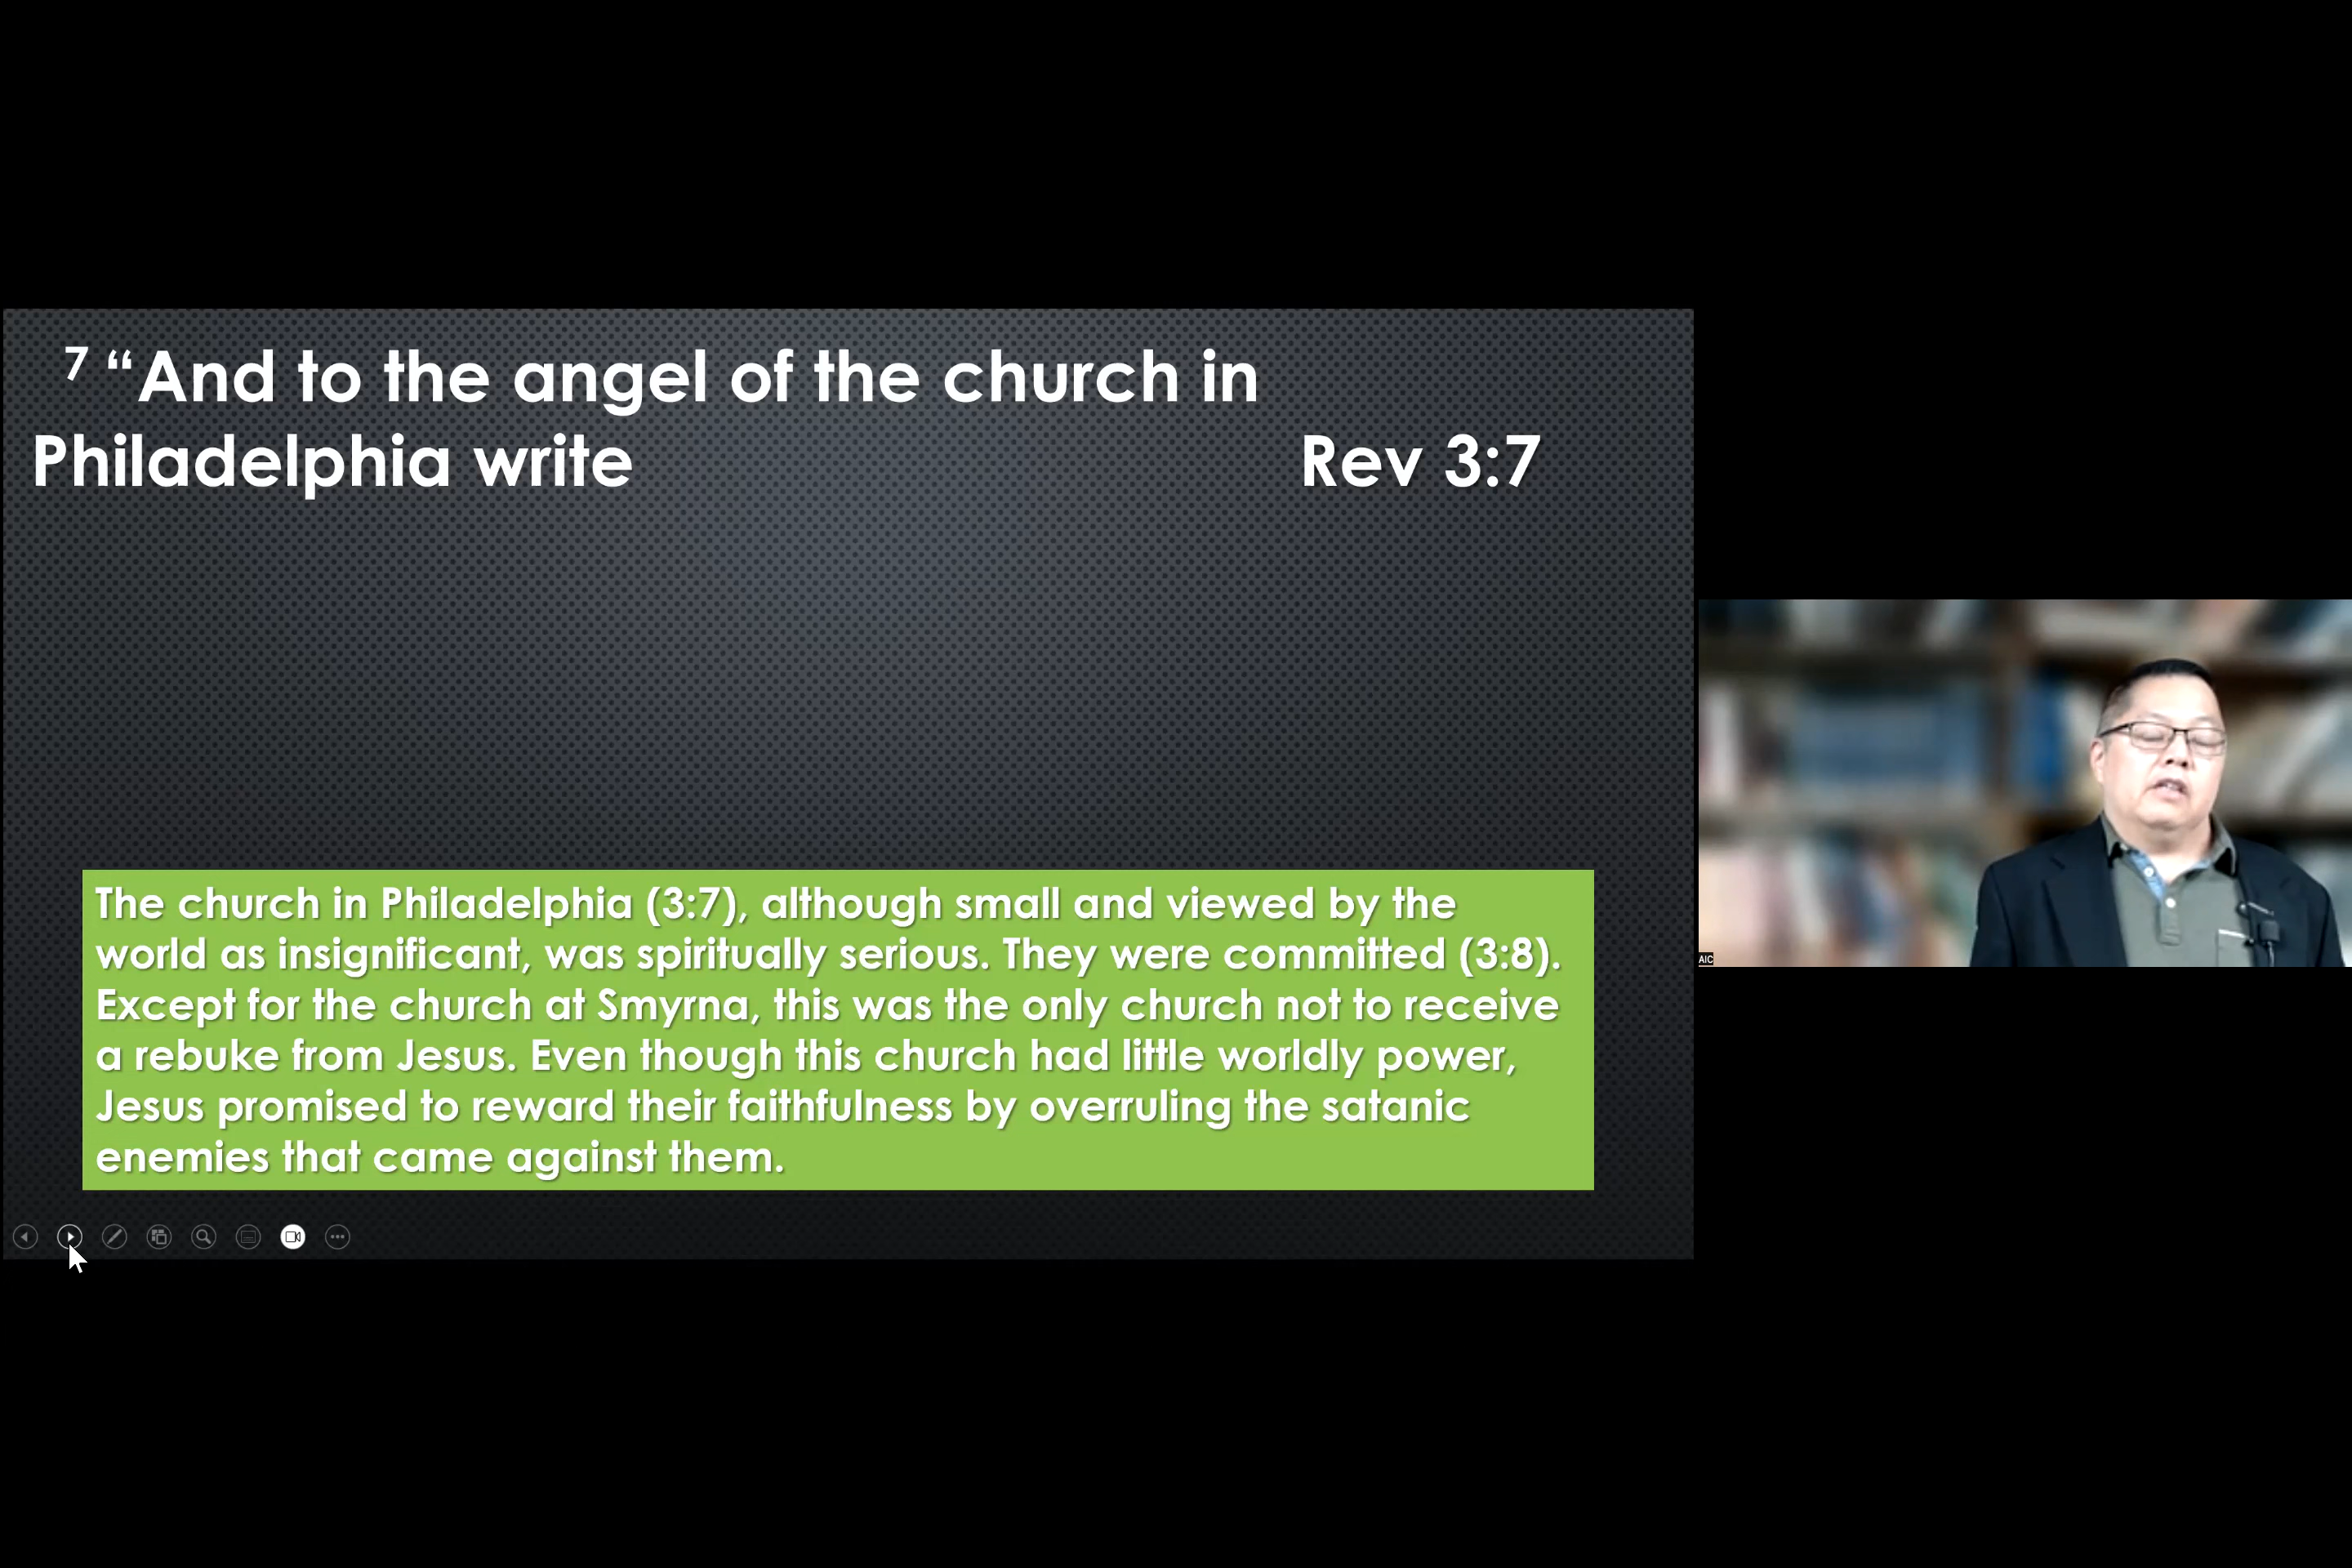 7 “And to the angel of the church in
Philadelphia write Rev 3:7
The church in Philadelphia (3:7), although small and viewed by the
world as insignificant, was spiritually serious. They were committed (3:8).
Except for the church at Smyrna, this was the only church not to receive
a rebuke from Jesus. Even though this church had little worldly power,
Jesus promised to reward their faithfulness by overruling the satanic
enemies that came against them.
AIC